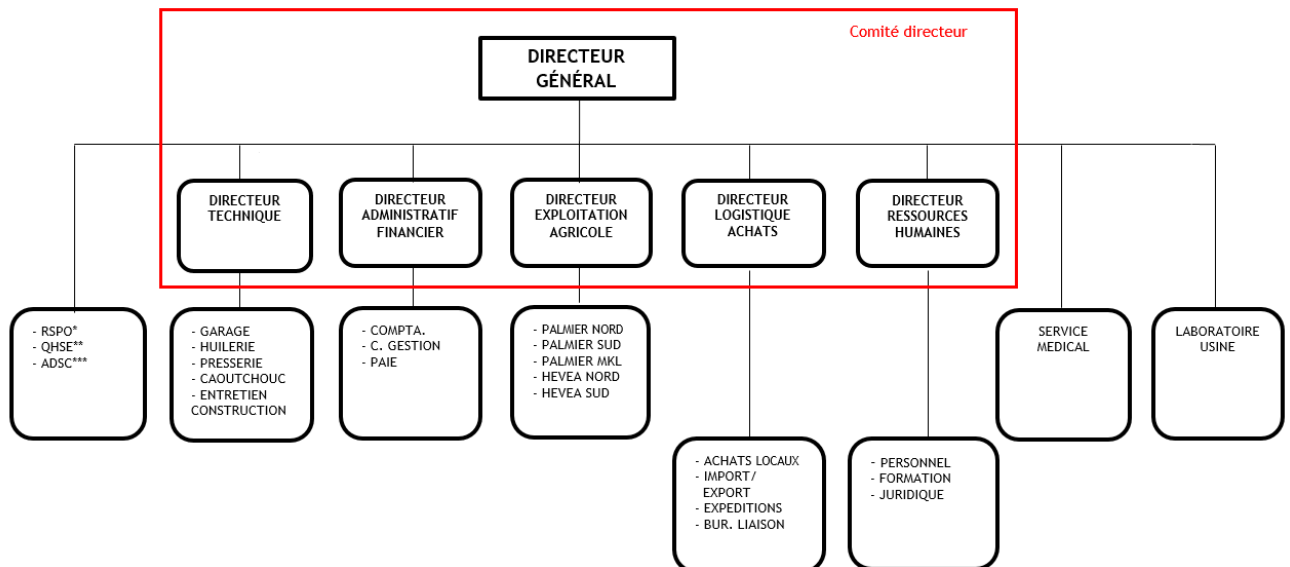 Comité directeur
DIRECTEUR
GÉNÉRAL
DIRECTEUR
TECHNIQUE
DIRECTEUR
ADMINISTRATIF
FINANCIER
DIRECTEUR
EXPLOITATION
AGRICOLE
DIRECTEUR
LOGISTIQUE
ACHATS
DIRECTEUR
RESSOURCES
HUMAINES
- RSPO*
- QHSE**
- ADSC***
- GARAGE
- HUILERIE
- PRESSERIE
- CAOUTCHOUC
- ENTRETIEN
CONSTRUCTION
- COMPTA.
- C. GESTION
- PAIE
- PALMIER NORD
- PALMIER SUD
- PALMIER MKL
- HEVEA NORD
- HEVEA SUD
SERVICE
MEDICAL
LABORATOIRE
USINE
- ACHATS LOCAUX
- IMPORT/
EXPORT
- EXPEDITIONS
- BUR. LIAISON
- PERSONNEL
- FORMATION
- JURIDIQUE